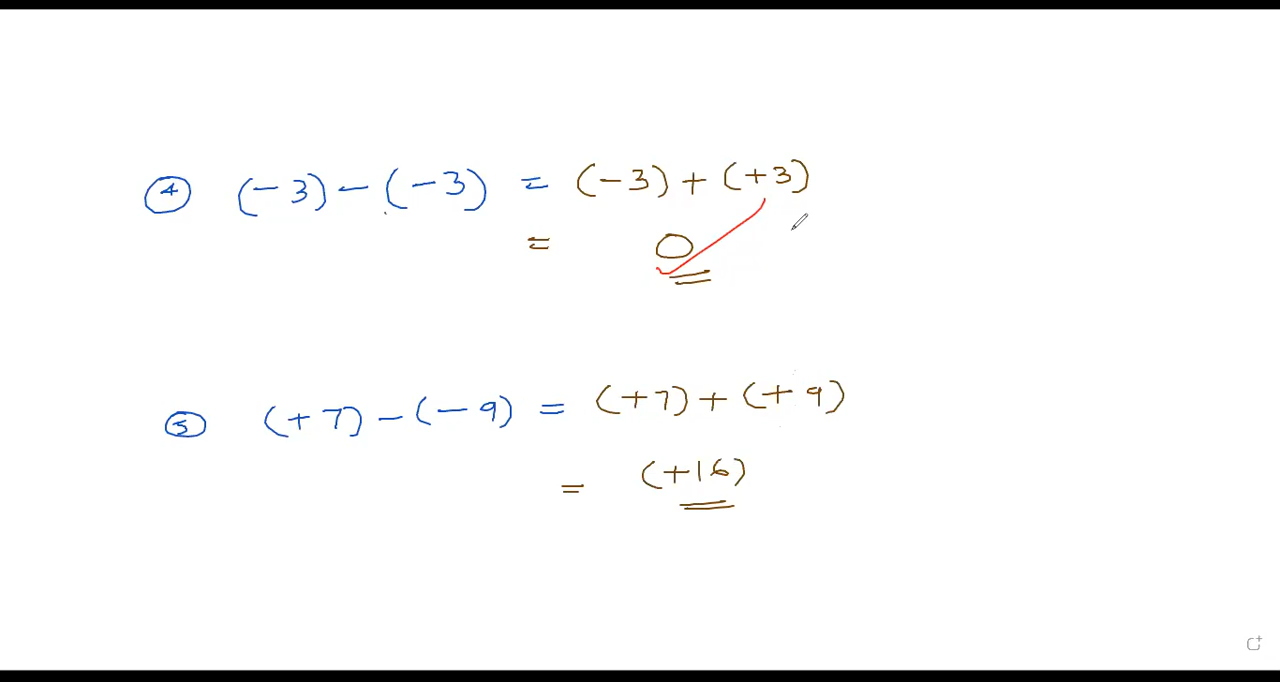 ④ (-3) - (-3) = (-3) + (+3)
= 0
⑤ (+7) - (-9) = (+7) + (+9)
= (+16)